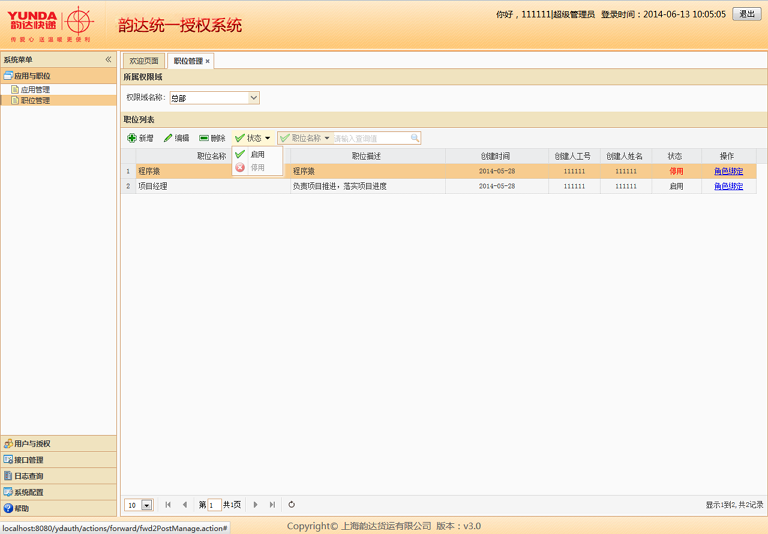 YUNDA
韵达快递
传爱心 送温暖 更便利
韵达统一授权系统
你好，111111|超级管理员 登录时间：2014-06-13 10:05:05 退出
系统菜单
应用与职位
应用管理
职位管理
用户与授权
接口管理
日志查询
系统配置
帮助
欢迎页面 职位管理
所属权限域
权限域名称： 总部
职位列表
新增 编辑 删除 状态 职位名称 请输入查询值
启用
停用
职位名称 职位描述 创建时间 创建人工号 创建人姓名 状态 操作
1 程序猿 程序猿 2014-05-28 111111 111111 停用 角色绑定
2 项目经理 负责项目推进，落实项目进度 2014-05-28 111111 111111 启用 角色绑定
10 第 1 共1页 显示1到2, 共2记录
localhost:8080/ydauth/actions/forward/fwd2PostManage.action#
Copyright© 上海韵达货运有限公司 版本：v3.0